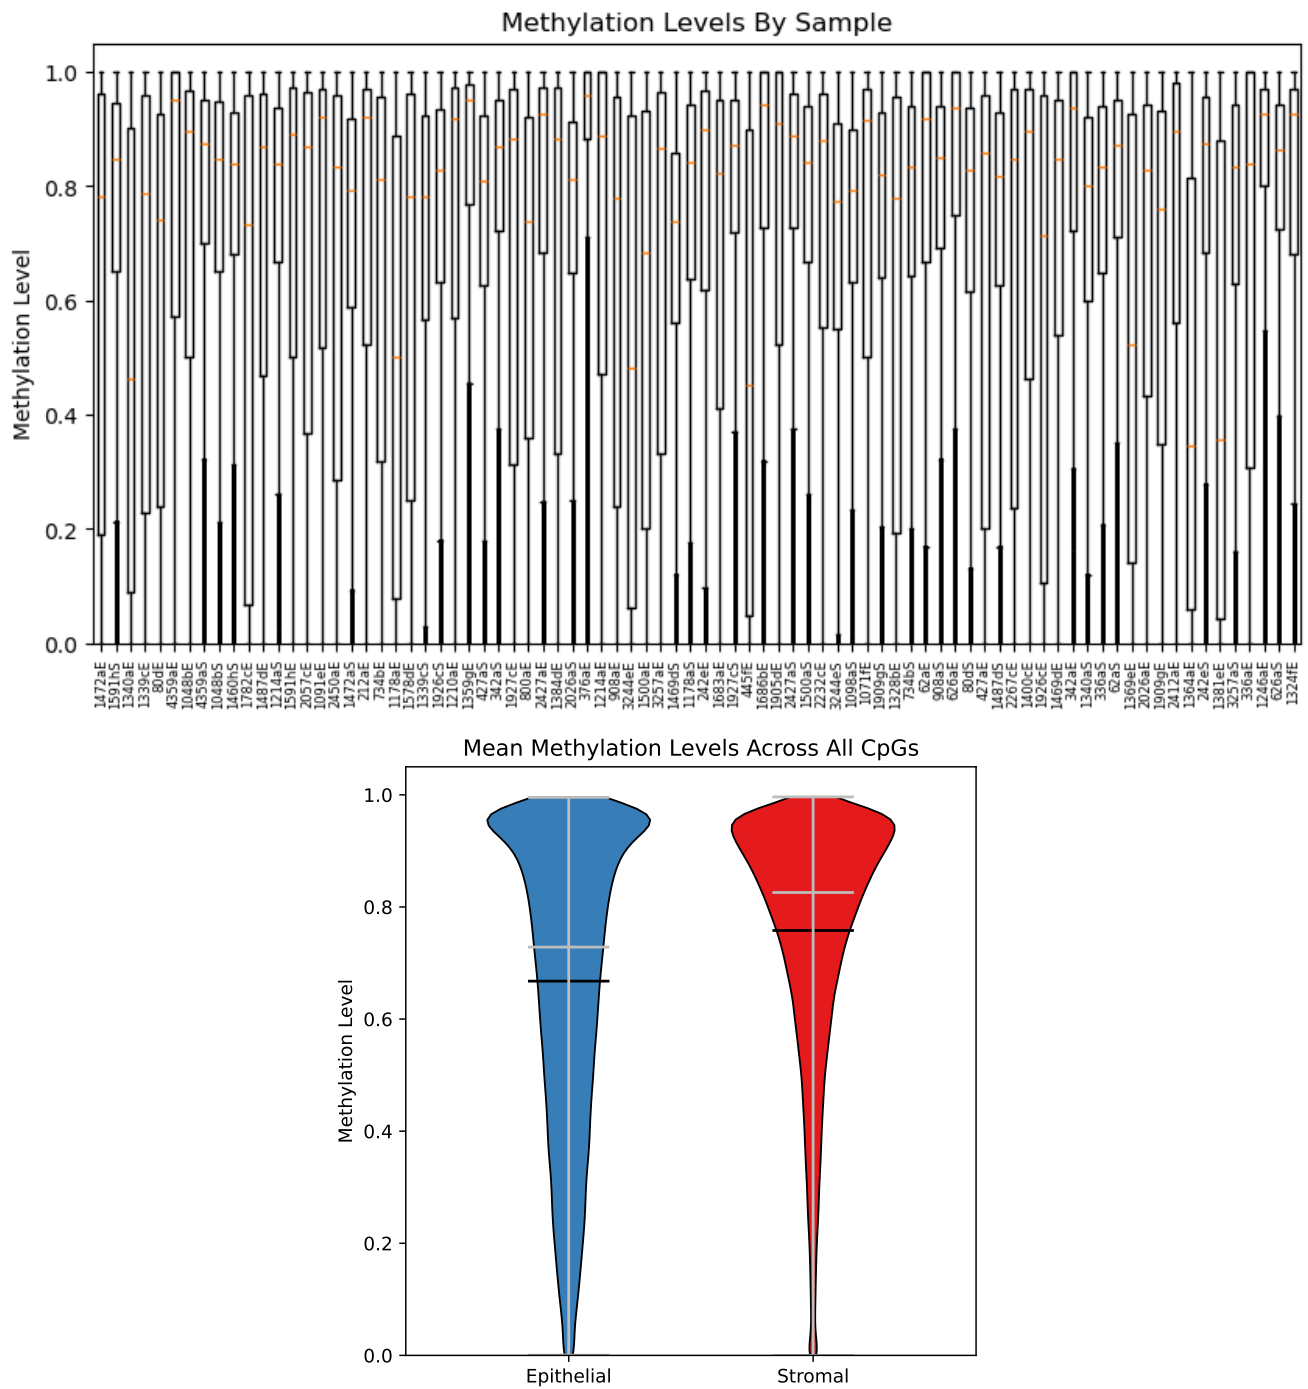 Methylation Levels By Sample
Methylation Level
1.0
0.8
0.6
0.4
0.2
0.0
1472aE
1591hS
1340aE
1339cE
80dE
4359aE
1048bE
4359aS
1048bS
1460hS
1782cE
1487dE
1214aS
1591hE
2057cE
1091cE
2450aE
1472aS
212aE
734bE
1178aE
1578dE
1339cS
1926cS
1210aE
1359gE
427aS
342aS
1927cE
800aE
2427aE
1384dE
2026aS
376aE
1214aE
908aE
3244eE
1500aE
3257aE
1469dS
1178aS
242eE
1683aE
1927cS
445fE
1686bE
1905dE
2427aS
1500aS
2232cE
3244eS
1098aS
1071fE
1909gS
1328bE
734bS
62aE
908aS
626aE
80dS
427aE
1487dS
2267cE
1400cE
1926cE
1469dE
342aE
1340aS
336aS
62aS
1369eE
2026aE
1909gE
2412aE
1364aE
242eS
1381eE
3257aS
336aE
1246aE
626aS
1324fE
Mean Methylation Levels Across All CpGs
Methylation Level
1.0
0.8
0.6
0.4
0.2
0.0
Epithelial
Stromal